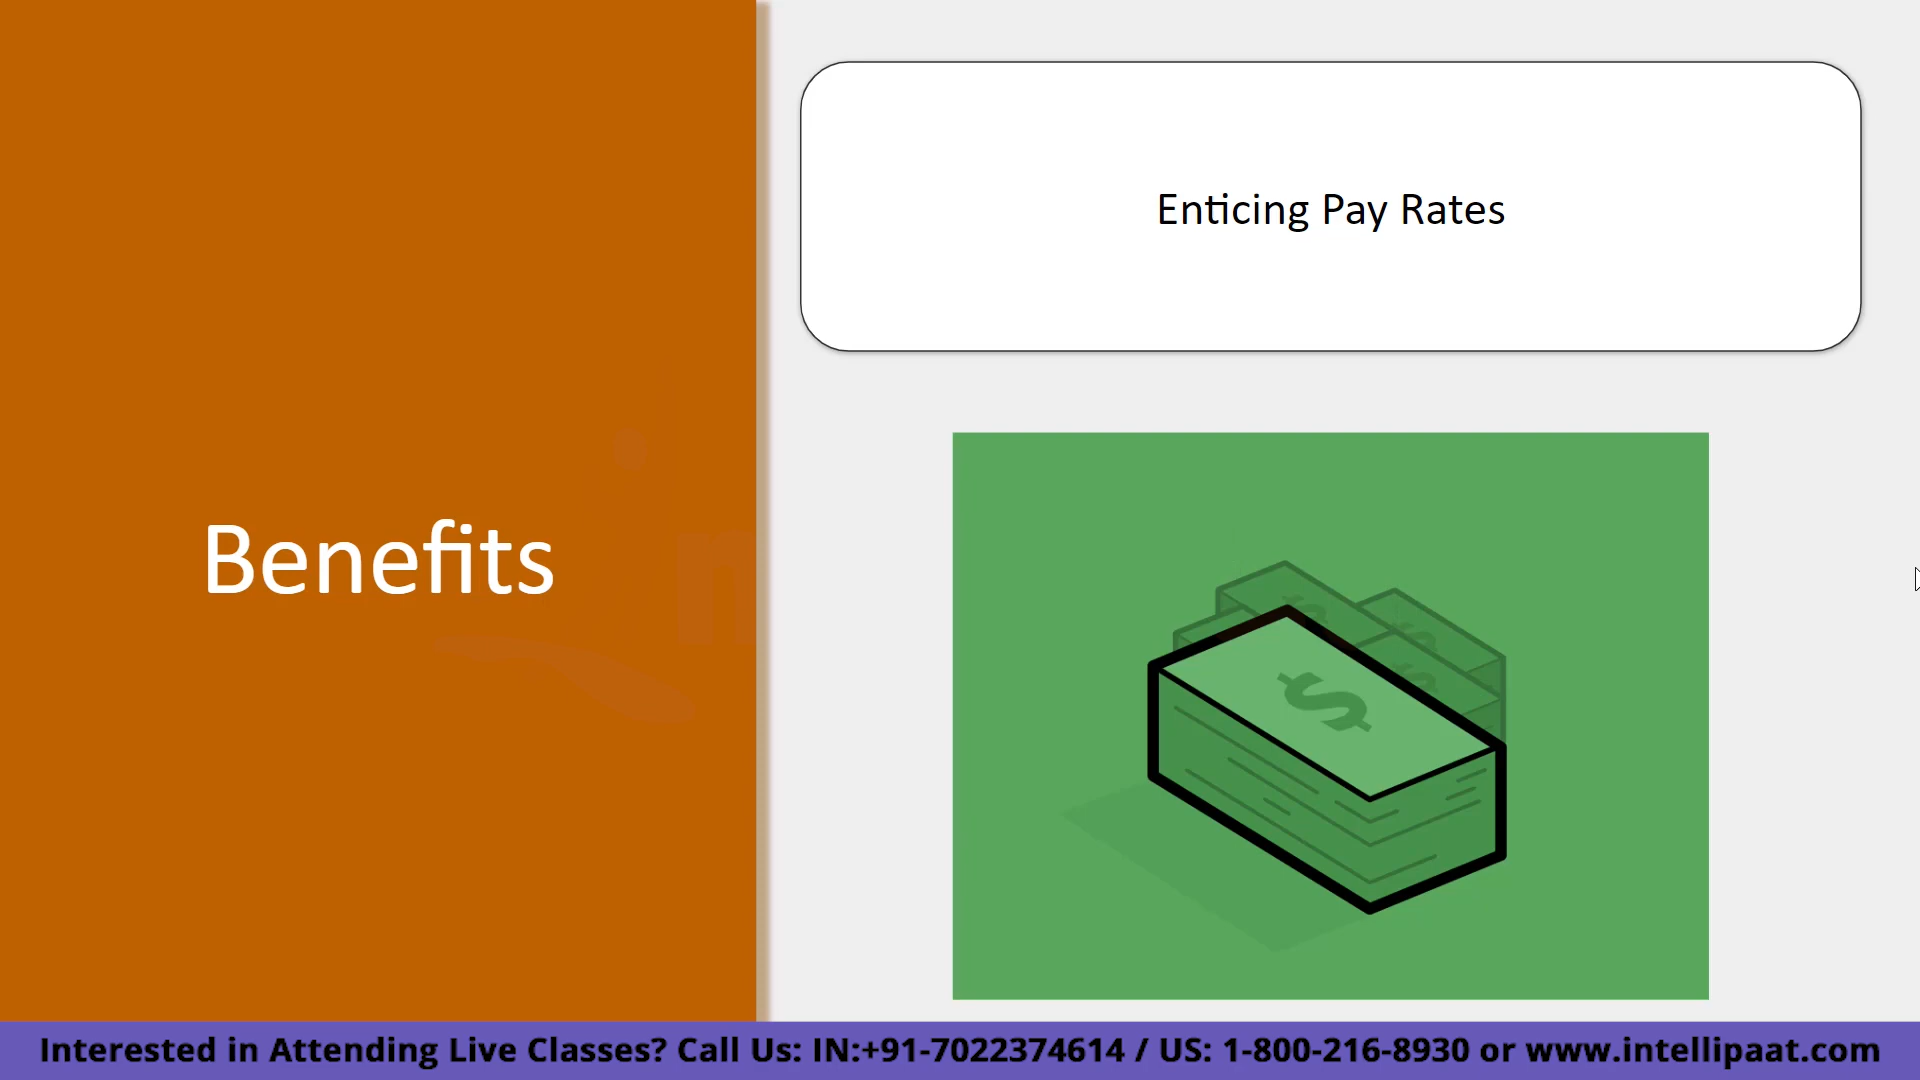 Enticing Pay Rates
Benefits
$
Interested in Attending Live Classes? Call Us: IN:+91-7022374614 / US: 1-800-216-8930 or www.intellipaat.com